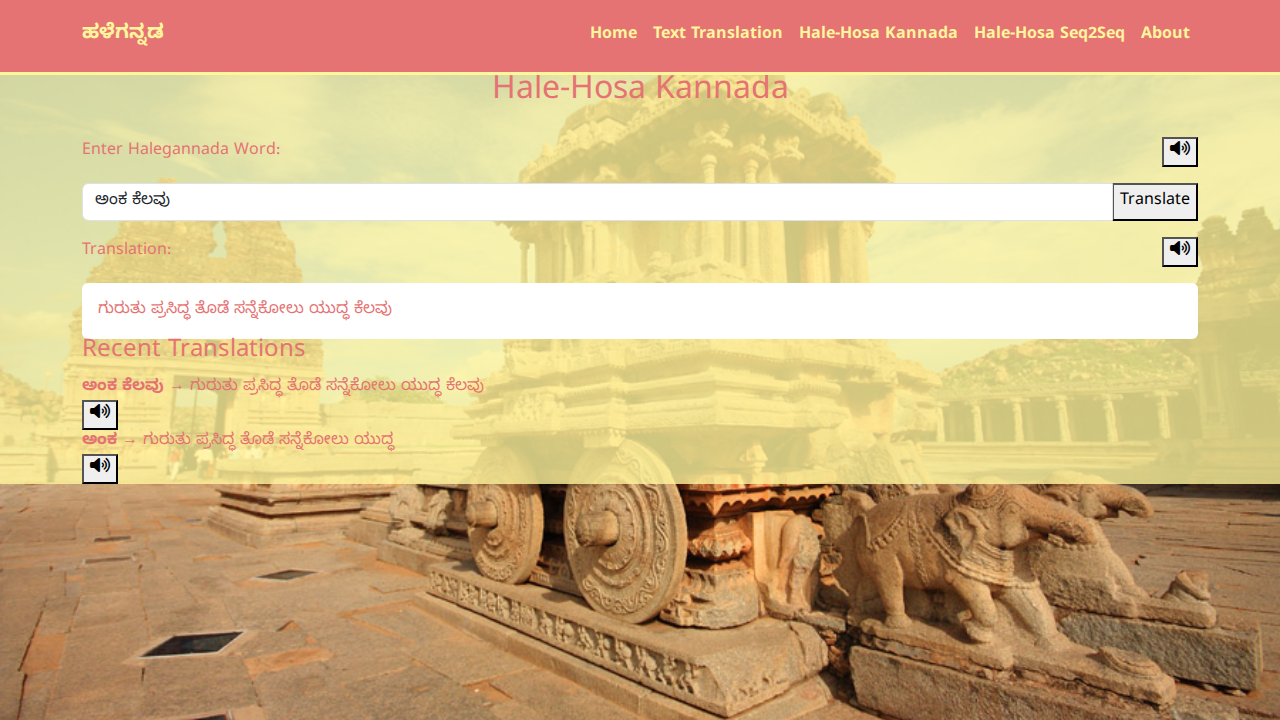 ಹಳೆಗನ್ನಡ
Home Text Translation Hale-Hosa Kannada Hale-Hosa Seq2Seq About
Hale-Hosa Kannada
Enter Halegannada Word:
ಅಂಕ ಕೆಲವು Translate
Translation:
ಗುರುತು ಪ್ರಸಿದ್ಧ ತೊಡೆ ಸನ್ನೆಕೋಲು ಯುದ್ಧ ಕೆಲವು
Recent Translations
ಅಂಕ ಕೆಲವು → ಗುರುತು ಪ್ರಸಿದ್ಧ ತೊಡೆ ಸನ್ನೆಕೋಲು ಯುದ್ಧ ಕೆಲವು
ಅಂಕ → ಗುರುತು ಪ್ರಸಿದ್ಧ ತೊಡೆ ಸನ್ನೆಕೋಲು ಯುದ್ಧ